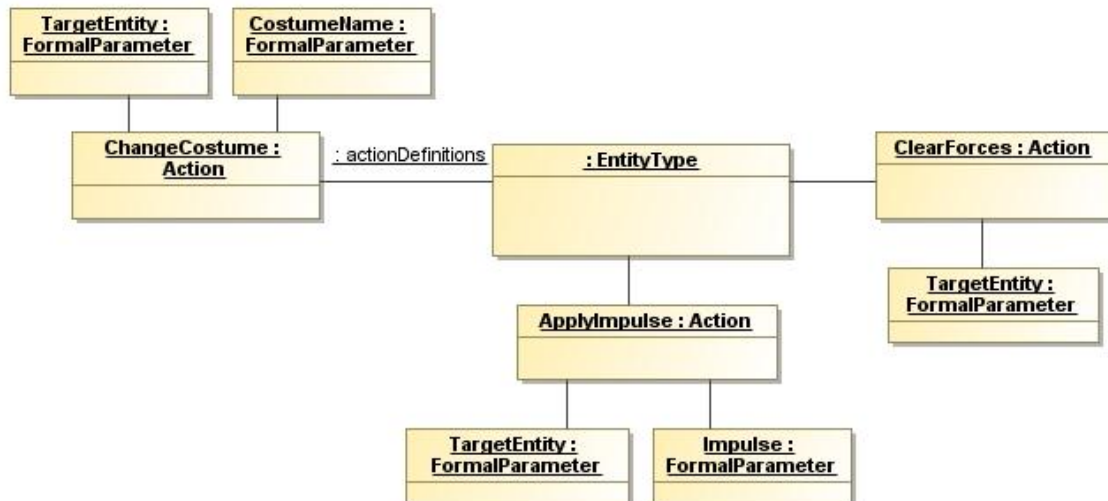 TargetEntity :
FormalParameter
CostumeName :
FormalParameter
ChangeCostume :
Action
: actionDefinitions
: EntityType
ClearForces : Action
TargetEntity :
FormalParameter
ApplyImpulse : Action
TargetEntity :
FormalParameter
Impulse :
FormalParameter